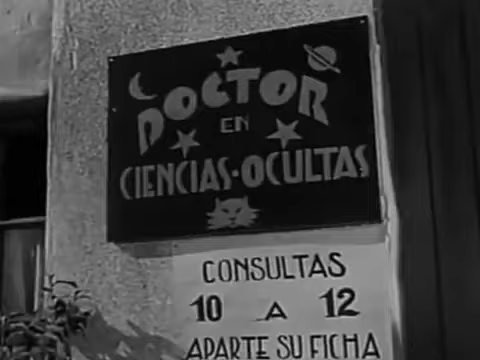 DOCTOR
EN
CIENCIAS·OCULTAS
CONSULTAS
10 A 12
APARTE SU FICHA